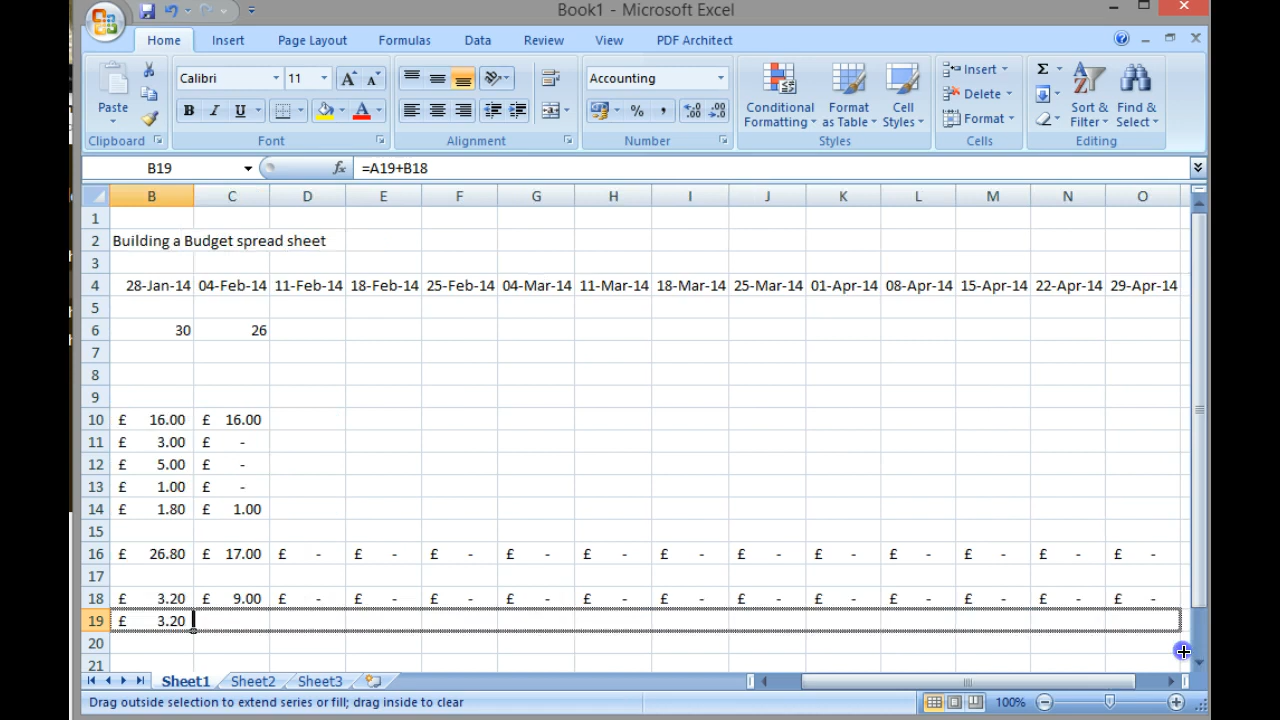 Book1 - Microsoft Excel
Home Insert Page Layout Formulas Data Review View PDF Architect
Calibri 11 Accounting Insert
Paste B I U A % , Conditional Formatting Format as Table Cell Styles Delete Format Σ Sort & Filter Find & Select
Clipboard Font Alignment Number Styles Cells Editing
B19 fx =A19+B18
B C D E F G H I J K L M N O
1
2 Building a Budget spread sheet
3
4 28-Jan-14 04-Feb-14 11-Feb-14 18-Feb-14 25-Feb-14 04-Mar-14 11-Mar-14 18-Mar-14 25-Mar-14 01-Apr-14 08-Apr-14 15-Apr-14 22-Apr-14 29-Apr-14
5
6 30 26
7
8
9
10 £ 16.00 £ 16.00
11 £ 3.00 £ -
12 £ 5.00 £ -
13 £ 1.00 £ -
14 £ 1.80 £ 1.00
15
16 £ 26.80 £ 17.00 £ - £ - £ - £ - £ - £ - £ - £ - £ - £ - £ - £ -
17
18 £ 3.20 £ 9.00 £ - £ - £ - £ - £ - £ - £ - £ - £ - £ - £ - £ -
19 £ 3.20
20
21
Sheet1 Sheet2 Sheet3
Drag outside selection to extend series or fill; drag inside to clear 100%